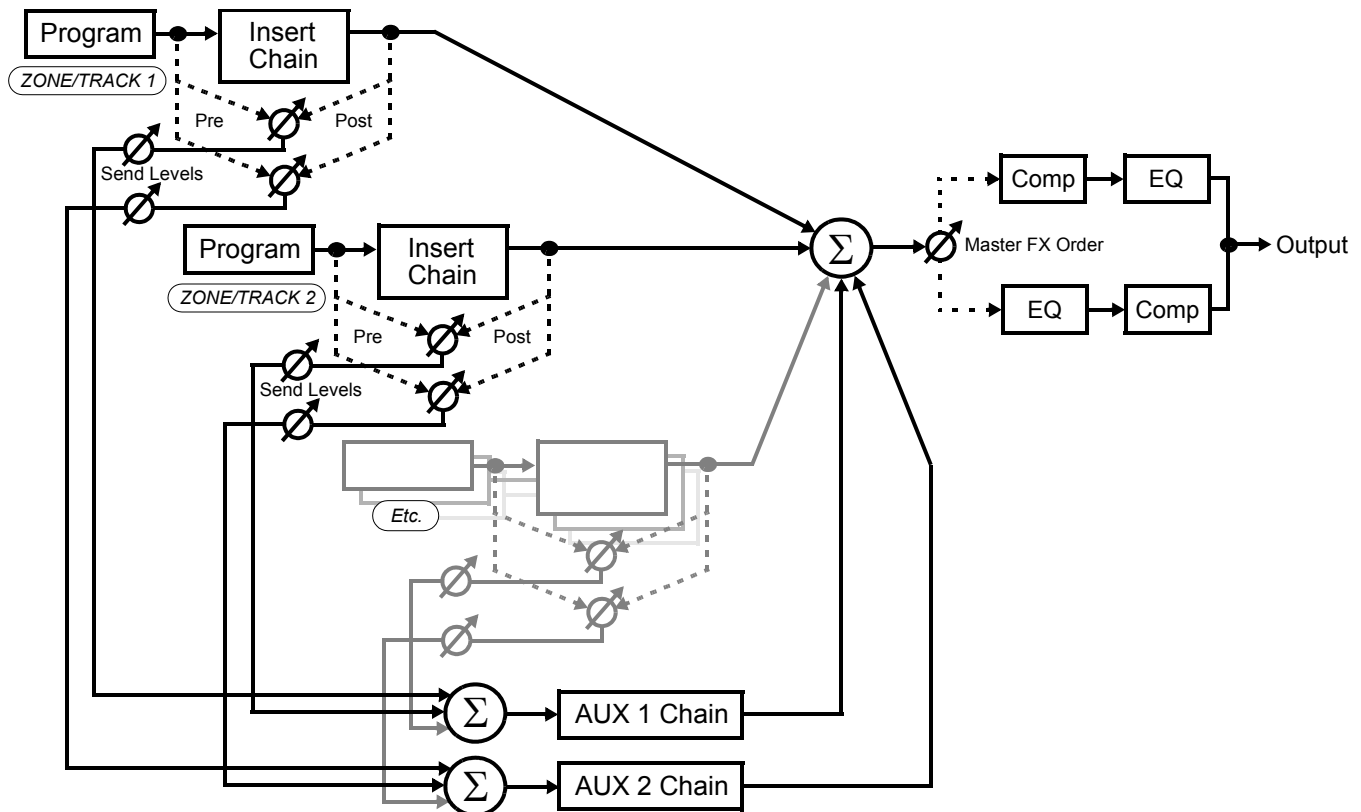 Program
Insert
Chain
ZONE/TRACK 1
Pre
Post
Send Levels
Program
Insert
Chain
ZONE/TRACK 2
Pre
Post
Send Levels
Σ
Master FX Order
Comp
EQ
EQ
Comp
Output
Etc.
Σ
AUX 1 Chain
Σ
AUX 2 Chain